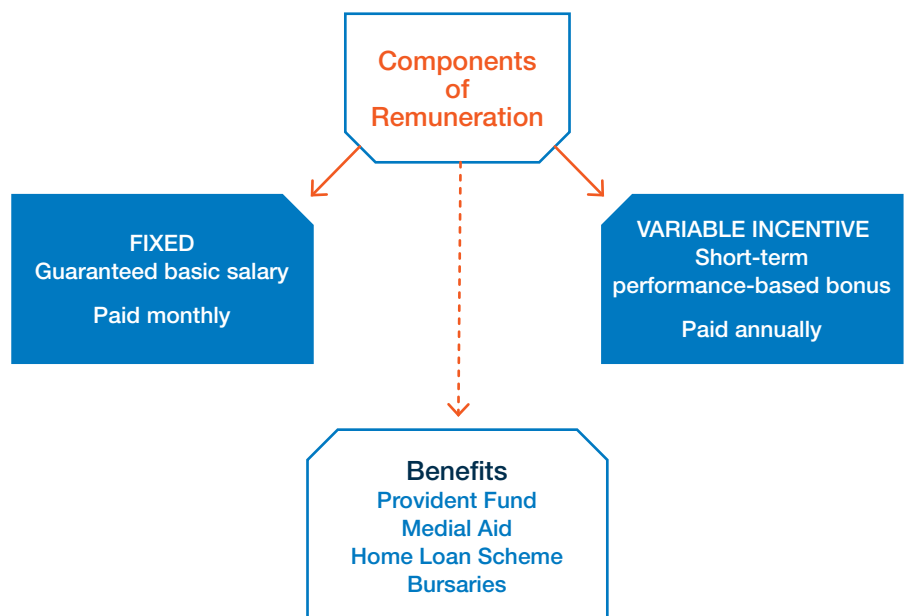 Components
of
Remuneration
FIXED
Guaranteed basic salary
Paid monthly
VARIABLE INCENTIVE
Short-term
performance-based bonus
Paid annually
Benefits
Provident Fund
Medial Aid
Home Loan Scheme
Bursaries